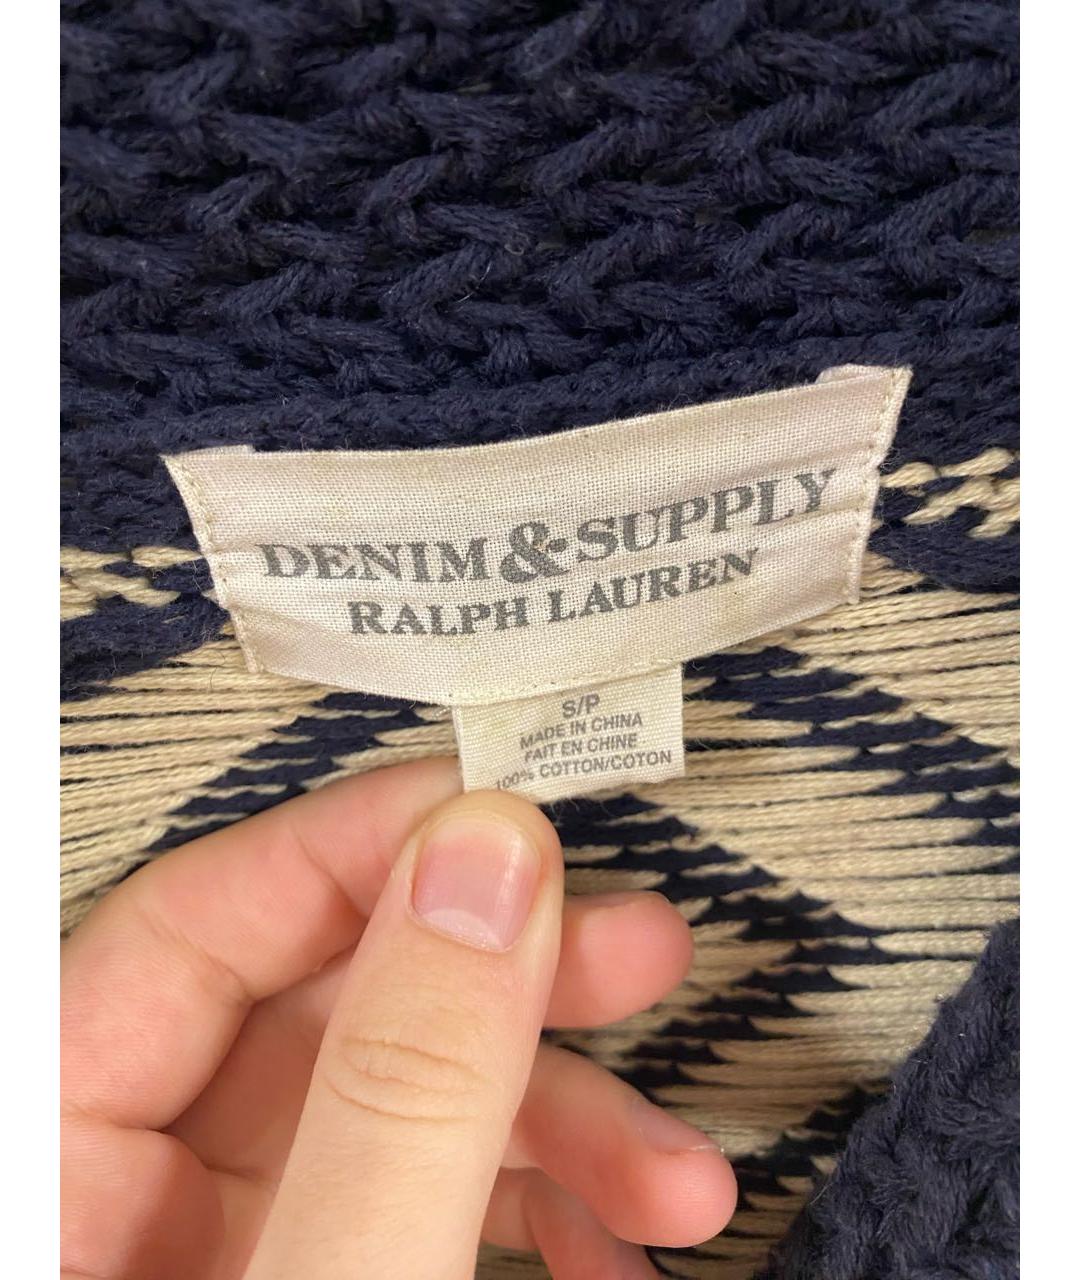 DENIM & SUPPLY
RALPH LAUREN
S/P
MADE IN CHINA
FAIT EN CHINE
100% COTTON/COTON